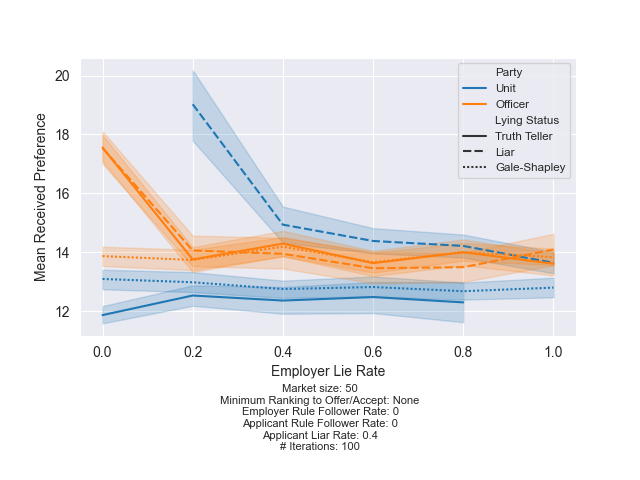 20
18
16
14
12
Mean Received Preference
Party
Unit
Officer
Lying Status
Truth Teller
Liar
Gale-Shapley
0.0 0.2 0.4 0.6 0.8 1.0
Employer Lie Rate
Market size: 50
Minimum Ranking to Offer/Accept: None
Employer Rule Follower Rate: 0
Applicant Rule Follower Rate: 0
Applicant Liar Rate: 0.4
# Iterations: 100